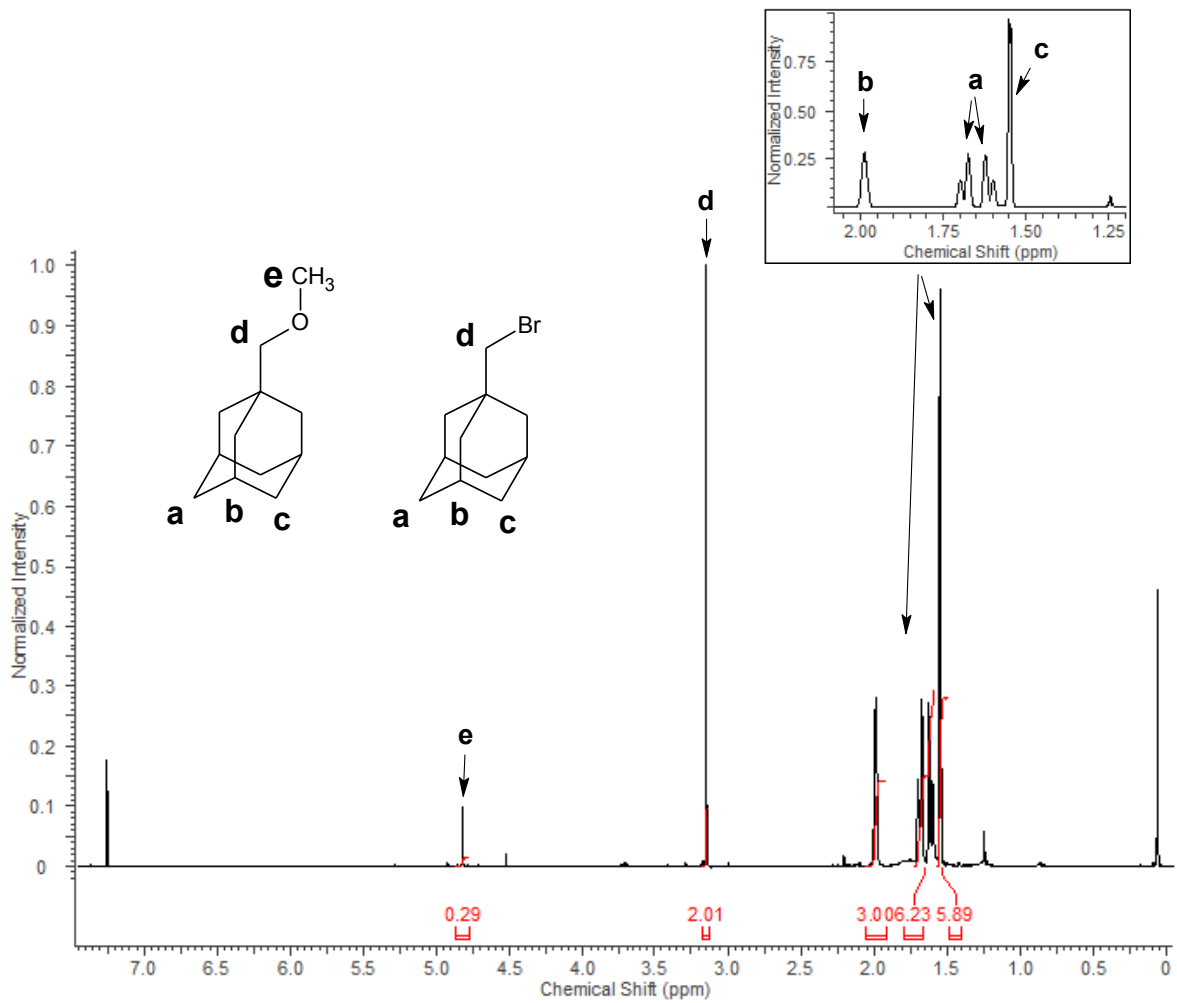 b
a
c
0.75
0.50
0.25
Normalized Intensity
2.00 1.75 1.50 1.25
Chemical Shift (ppm)
d
e CH3
O
d
a
b
c
d
Br
a
b
c
e
1.0
0.9
0.8
0.7
0.6
0.5
0.4
0.3
0.2
0.1
0
Normalized Intensity
0.29 2.01 3.00 6.23 5.89
7.0 6.5 6.0 5.5 5.0 4.5 4.0 3.5 3.0 2.5 2.0 1.5 1.0 0.5 0
Chemical Shift (ppm)